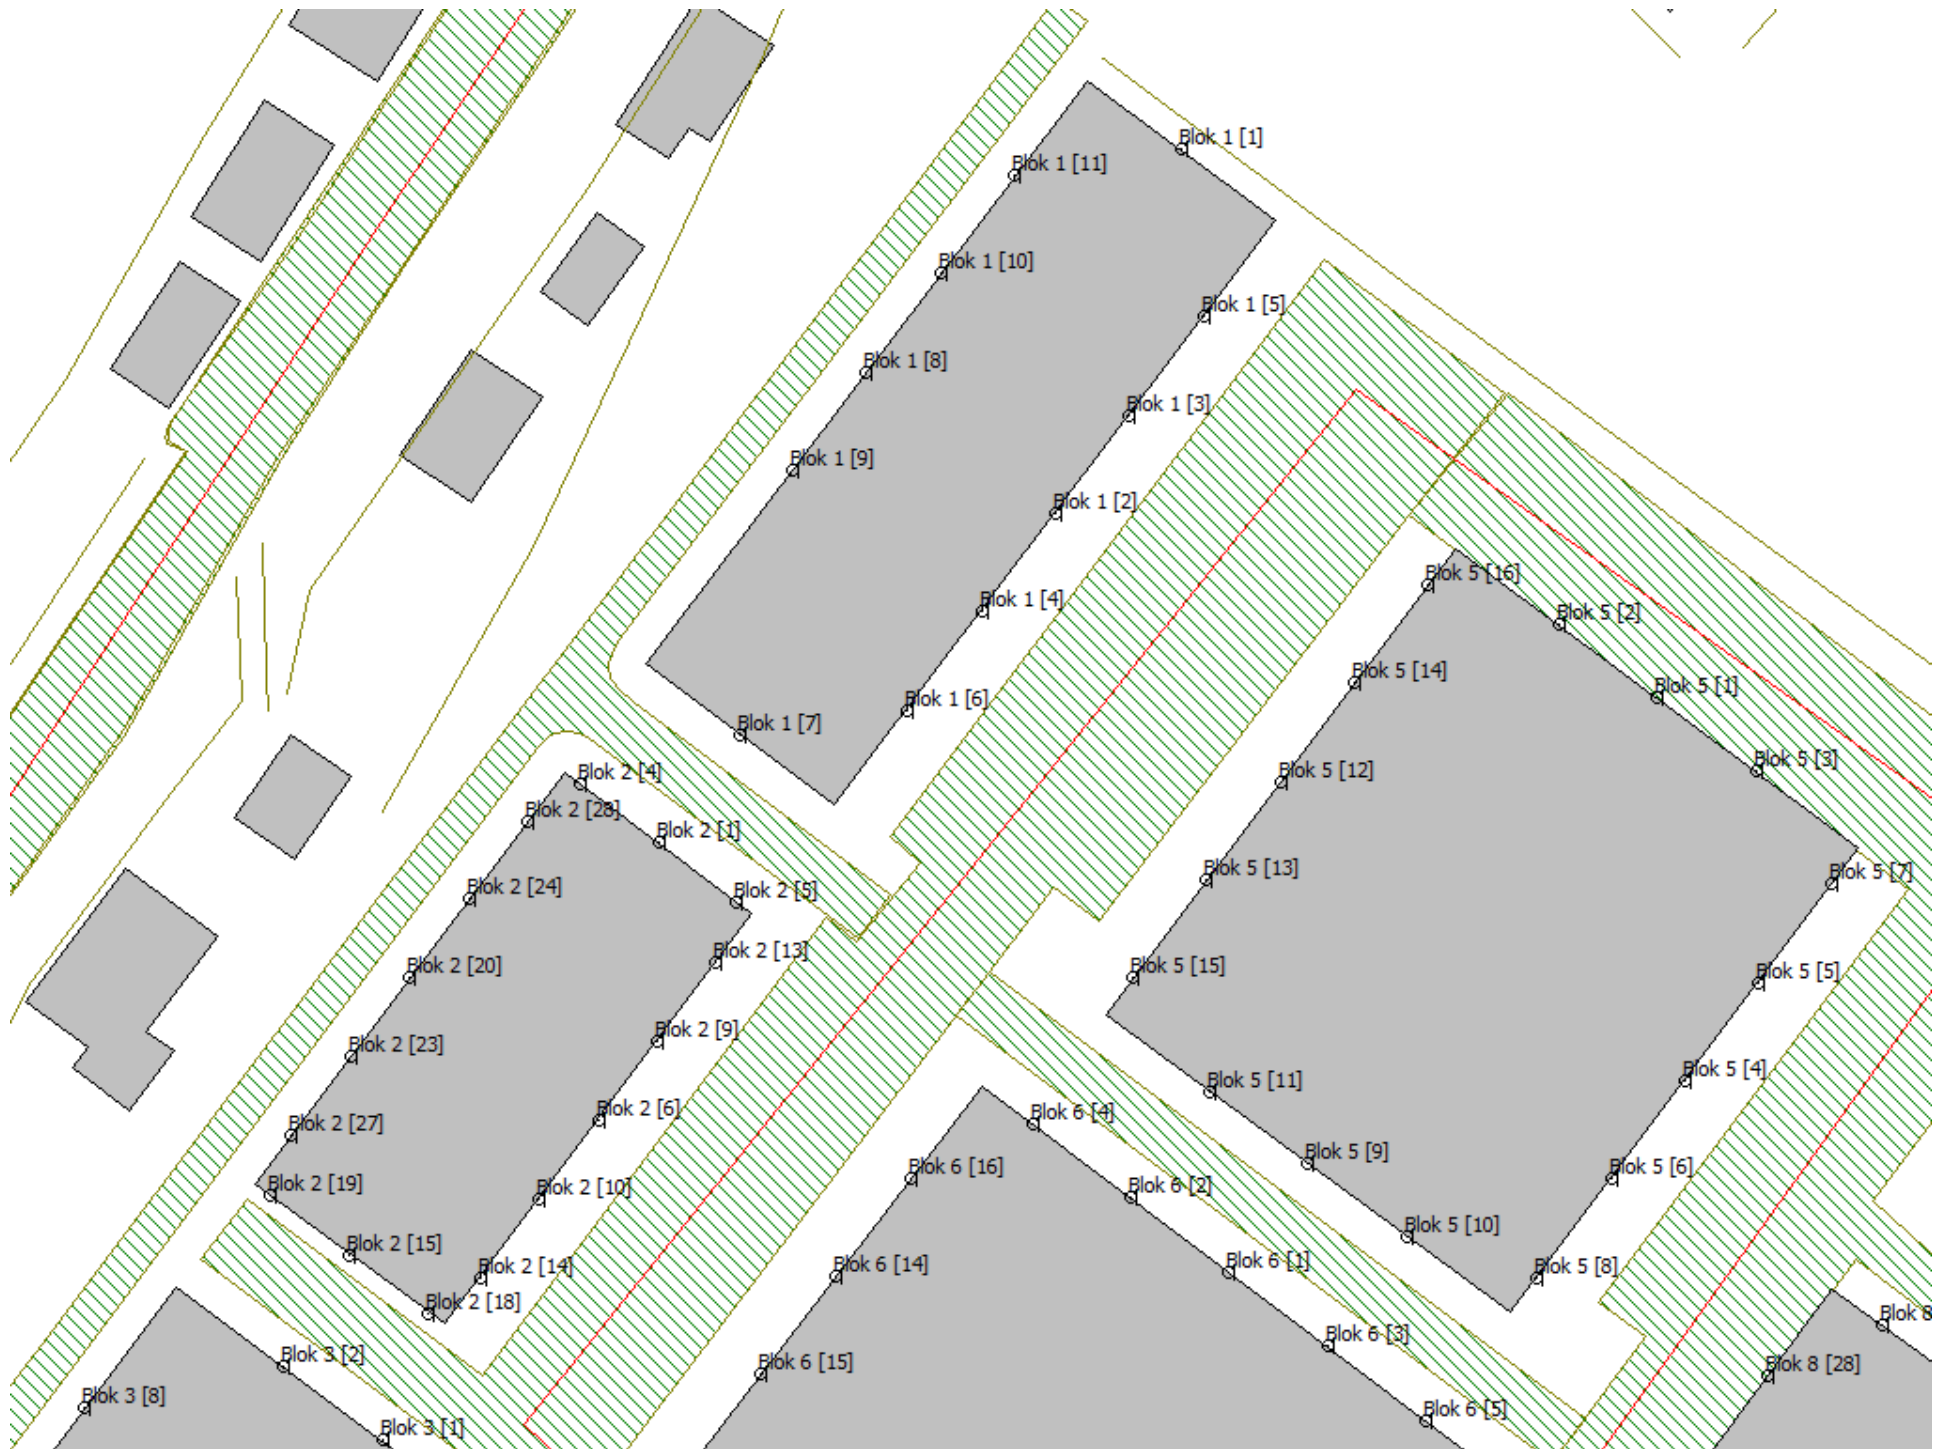 Blok 1 [1]
Blok 1 [11]
Blok 1 [10]
Blok 1 [5]
Blok 1 [8]
Blok 1 [3]
Blok 1 [9]
Blok 1 [2]
Blok 5 [16]
Blok 1 [4]
Blok 5 [2]
Blok 5 [14]
Blok 5 [1]
Blok 1 [6]
Blok 1 [7]
Blok 5 [3]
Blok 2 [4]
Blok 5 [12]
Blok 2 [28]
Blok 2 [1]
Blok 5 [13]
Blok 5 [7]
Blok 2 [24]
Blok 2 [5]
Blok 2 [13]
Blok 2 [20]
Blok 5 [15]
Blok 5 [5]
Blok 2 [9]
Blok 2 [23]
Blok 5 [4]
Blok 5 [11]
Blok 2 [6]
Blok 6 [4]
Blok 2 [27]
Blok 5 [9]
Blok 6 [16]
Blok 5 [6]
Blok 2 [19]
Blok 2 [10]
Blok 6 [2]
Blok 5 [10]
Blok 2 [15]
Blok 6 [1]
Blok 6 [14]
Blok 2 [14]
Blok 5 [8]
Blok 2 [18]
Blok 8
Blok 6 [3]
Blok 3 [2]
Blok 6 [15]
Blok 8 [28]
Blok 3 [8]
Blok 6 [5]
Blok 3 [1]